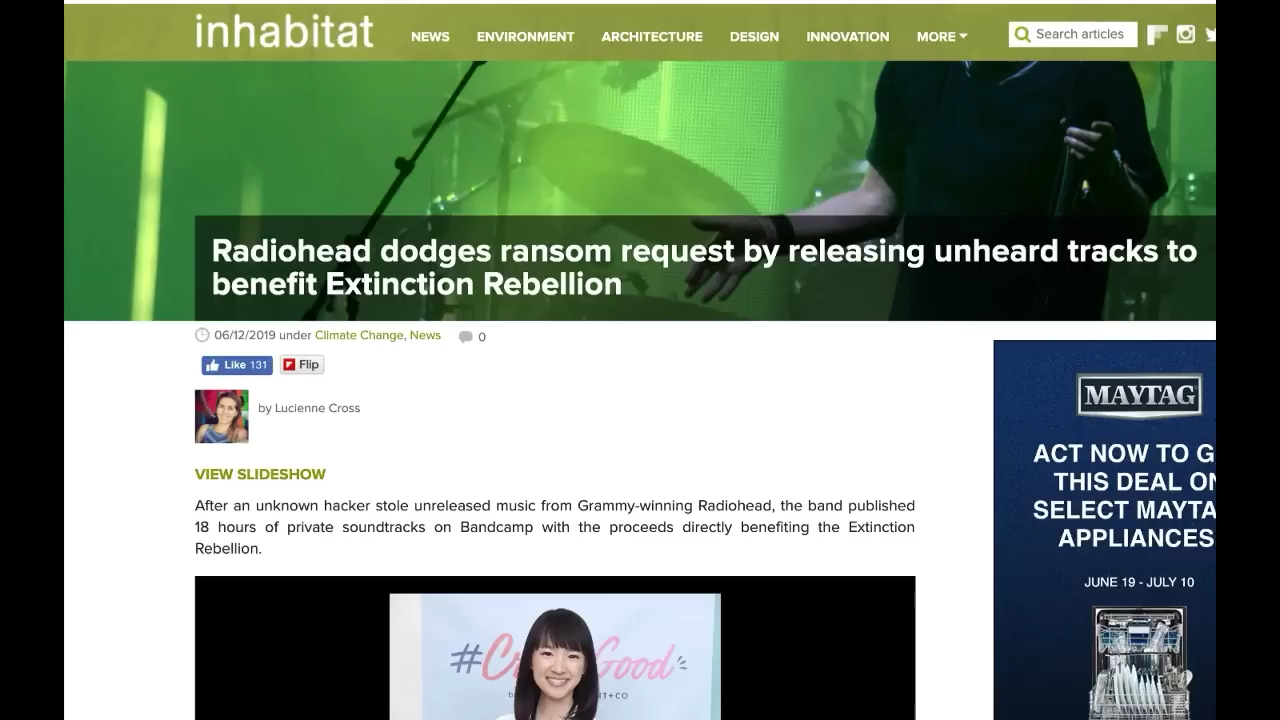 inhabitat
NEWS ENVIRONMENT ARCHITECTURE DESIGN INNOVATION MORE
Search articles
Radiohead dodges ransom request by releasing unheard tracks to
benefit Extinction Rebellion
06/12/2019 under Climate Change, News 0
Like 131
Flip
by Lucienne Cross
VIEW SLIDESHOW
After an unknown hacker stole unreleased music from Grammy-winning Radiohead, the band published
18 hours of private soundtracks on Bandcamp with the proceeds directly benefiting the Extinction
Rebellion.
MAYTAG
ACT NOW TO G
THIS DEAL ON
SELECT MAYTA
APPLIANCES
JUNE 19 - JULY 10
Good
IT+CO